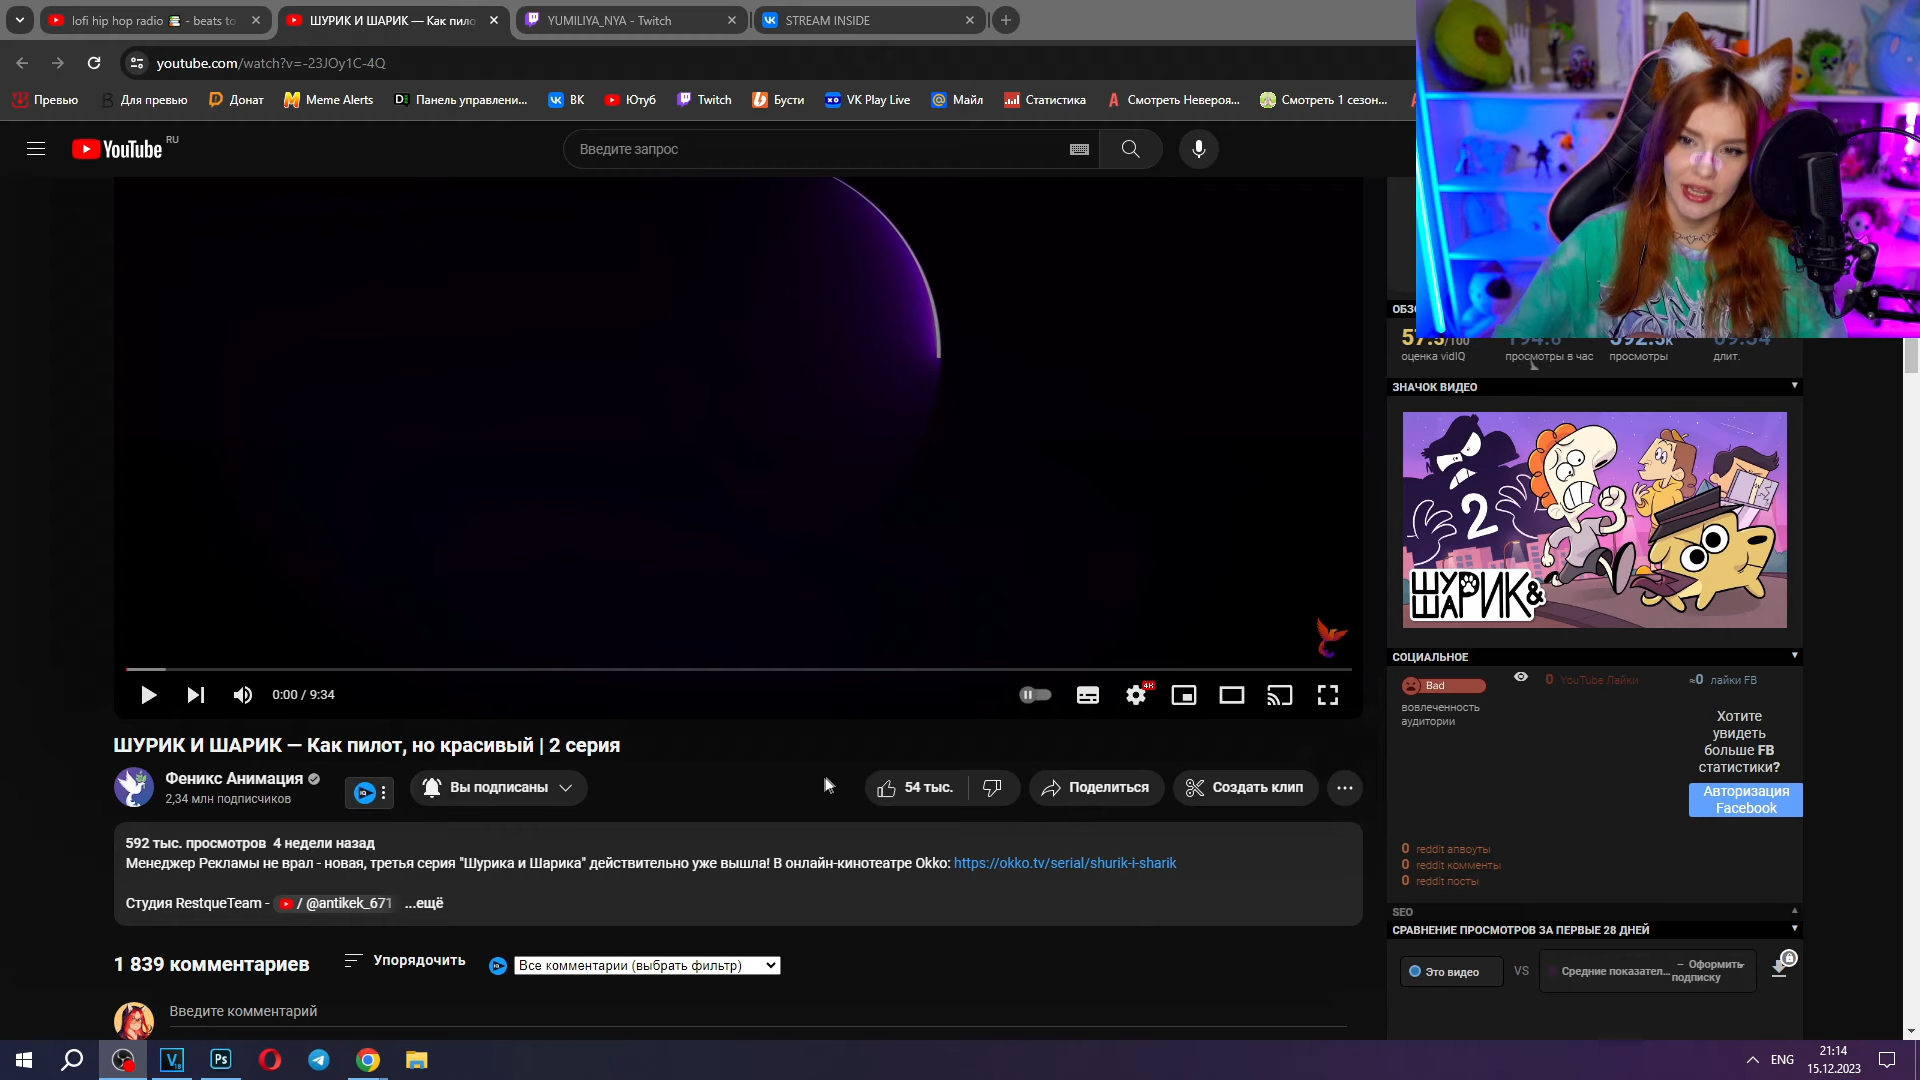 lofi hip hop radio 📚 - beats to
ШУРИК И ШАРИК — Как пило
YUMILIYA_NYA - Twitch
STREAM INSIDE
youtube.com/watch?v=-23JOy1C-4Q
Превью
Для превью
Донат
Meme Alerts
Панель управлени...
ВК
Ютуб
Twitch
Бусти
VK Play Live
Майл
Статистика
Смотреть Невероя...
Смотреть 1 сезон...
YouTube RU
Введите запрос
57.5/100
оценка vidIQ
просмотры в час
просмотры
длит.
ЗНАЧОК ВИДЕО
2
ШУРИК &
ШАРИК
СОЦИАЛЬНОЕ
Bad
вовлеченность
аудитории
0 YouTube Лайки
≈0 лайки FB
Хотите
увидеть
больше FB
статистики?
Авторизация
Facebook
0 reddit апвоуты
0 reddit комменты
0 reddit посты
SEO
СРАВНЕНИЕ ПРОСМОТРОВ ЗА ПЕРВЫЕ 28 ДНЕЙ
Это видео
VS
Средние показател...
– Оформить
подписку
0:00 / 9:34
4K
ШУРИК И ШАРИК — Как пилот, но красивый | 2 серия
Феникс Анимация
2,34 млн подписчиков
Вы подписаны
54 тыс.
Поделиться
Создать клип
592 тыс. просмотров 4 недели назад
Менеджер Рекламы не врал - новая, третья серия "Шурика и Шарика" действительно уже вышла! В онлайн-кинотеатре Okko: https://okko.tv/serial/shurik-i-sharik
Студия RestqueTeam - / @antikek_671 ...ещё
1 839 комментариев
Упорядочить
Все комментарии (выбрать фильтр)
Введите комментарий
ENG
21:14
15.12.2023